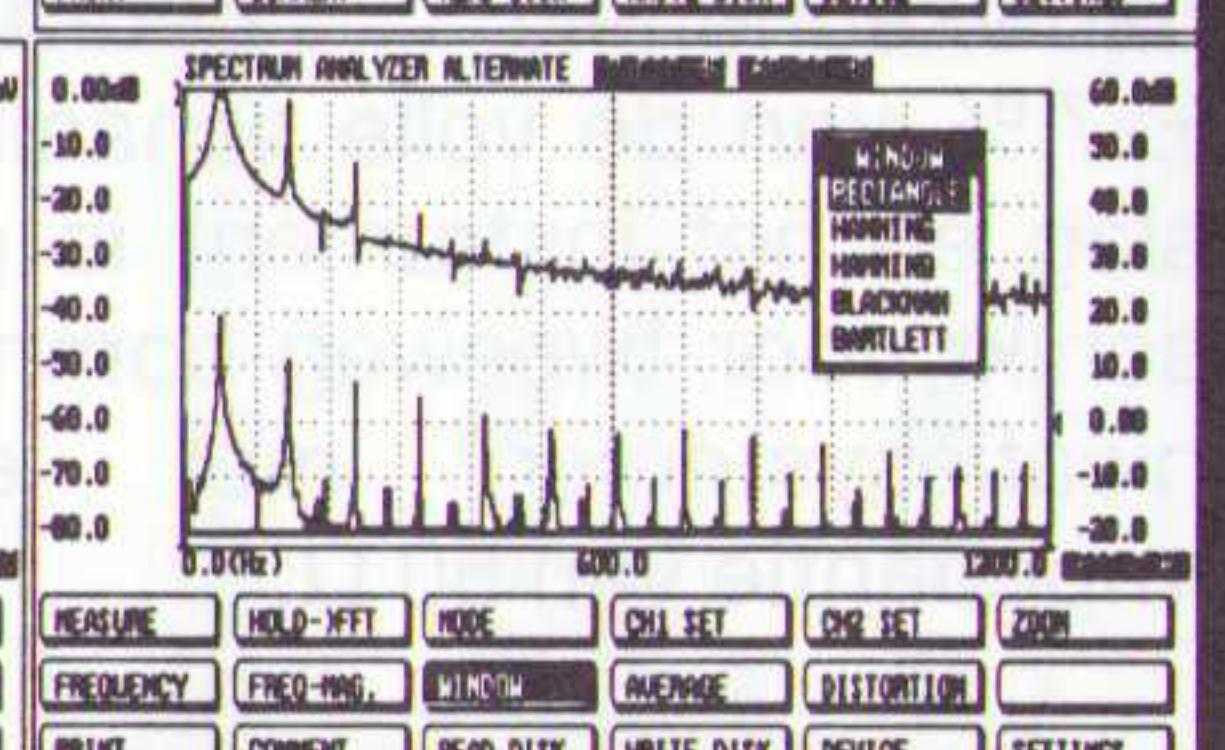 SPECTRUM ANALYZER ALTERNATE
0.00dB 60.0dB
-10.0 50.0
-20.0 40.0
-30.0 30.0
-40.0 20.0
-50.0 10.0
-60.0 0.00
-70.0 -10.0
-80.0 -20.0
WINDOW
RECTANGLE
HANNING
HAMMING
BLACKMAN
BARTLETT
0.0(Hz) 600.0 1200.0
MEASURE HOLD->FFT MODE CH1 SET CH2 SET ZOOM
FREQUENCY FREQ-MAG. WINDOW AVERAGE DISTORTION
PRINT COMMENT READ DISK WRITE DISK DEVICE SETTINGS